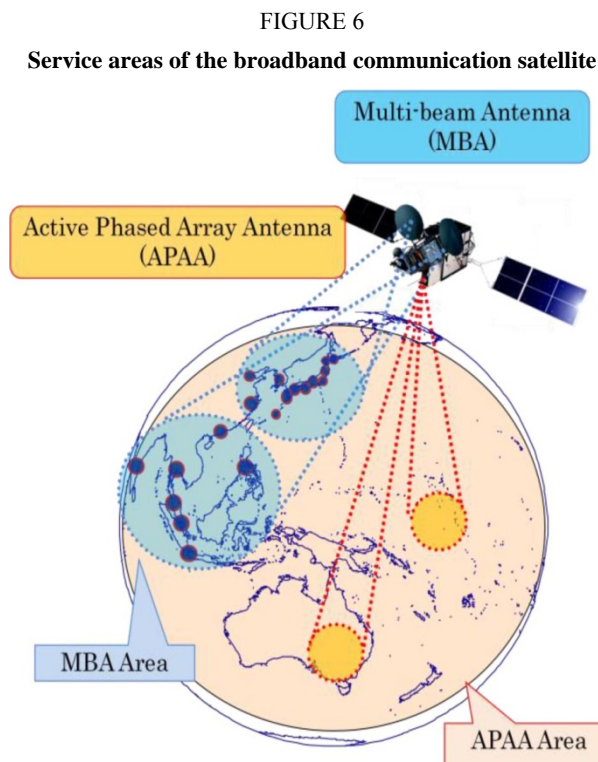 FIGURE 6
Service areas of the broadband communication satellite
Multi-beam Antenna
(MBA)
Active Phased Array Antenna
(APAA)
MBA Area
APAA Area